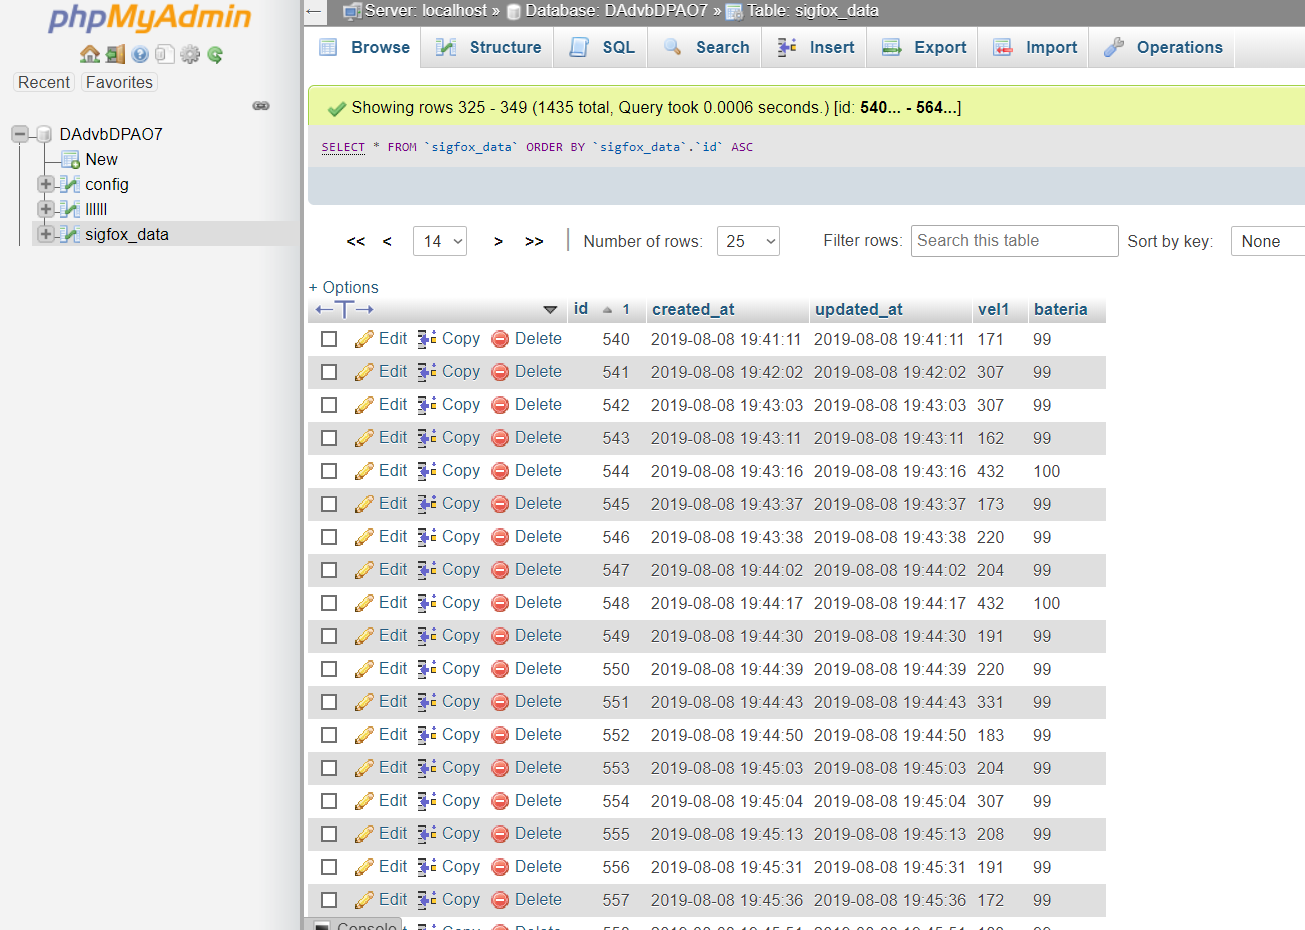 phpMyAdmin
Recent Favorites
DAdvbDPAO7
New
config
llllll
sigfox_data
← Server: localhost » Database: DAdvbDPAO7 » Table: sigfox_data
Browse Structure SQL Search Insert Export Import Operations
Showing rows 325 - 349 (1435 total, Query took 0.0006 seconds.) [id: 540... - 564...]
SELECT * FROM `sigfox_data` ORDER BY `sigfox_data`.`id` ASC
<< < 14 > >> | Number of rows: 25 Filter rows: Search this table Sort by key: None
+ Options
←T→ id 1 created_at updated_at vel1 bateria
Edit Copy Delete 540 2019-08-08 19:41:11 2019-08-08 19:41:11 171 99
Edit Copy Delete 541 2019-08-08 19:42:02 2019-08-08 19:42:02 307 99
Edit Copy Delete 542 2019-08-08 19:43:03 2019-08-08 19:43:03 307 99
Edit Copy Delete 543 2019-08-08 19:43:11 2019-08-08 19:43:11 162 99
Edit Copy Delete 544 2019-08-08 19:43:16 2019-08-08 19:43:16 432 100
Edit Copy Delete 545 2019-08-08 19:43:37 2019-08-08 19:43:37 173 99
Edit Copy Delete 546 2019-08-08 19:43:38 2019-08-08 19:43:38 220 99
Edit Copy Delete 547 2019-08-08 19:44:02 2019-08-08 19:44:02 204 99
Edit Copy Delete 548 2019-08-08 19:44:17 2019-08-08 19:44:17 432 100
Edit Copy Delete 549 2019-08-08 19:44:30 2019-08-08 19:44:30 191 99
Edit Copy Delete 550 2019-08-08 19:44:39 2019-08-08 19:44:39 220 99
Edit Copy Delete 551 2019-08-08 19:44:43 2019-08-08 19:44:43 331 99
Edit Copy Delete 552 2019-08-08 19:44:50 2019-08-08 19:44:50 183 99
Edit Copy Delete 553 2019-08-08 19:45:03 2019-08-08 19:45:03 204 99
Edit Copy Delete 554 2019-08-08 19:45:04 2019-08-08 19:45:04 307 99
Edit Copy Delete 555 2019-08-08 19:45:13 2019-08-08 19:45:13 208 99
Edit Copy Delete 556 2019-08-08 19:45:31 2019-08-08 19:45:31 191 99
Edit Copy Delete 557 2019-08-08 19:45:36 2019-08-08 19:45:36 172 99
Console